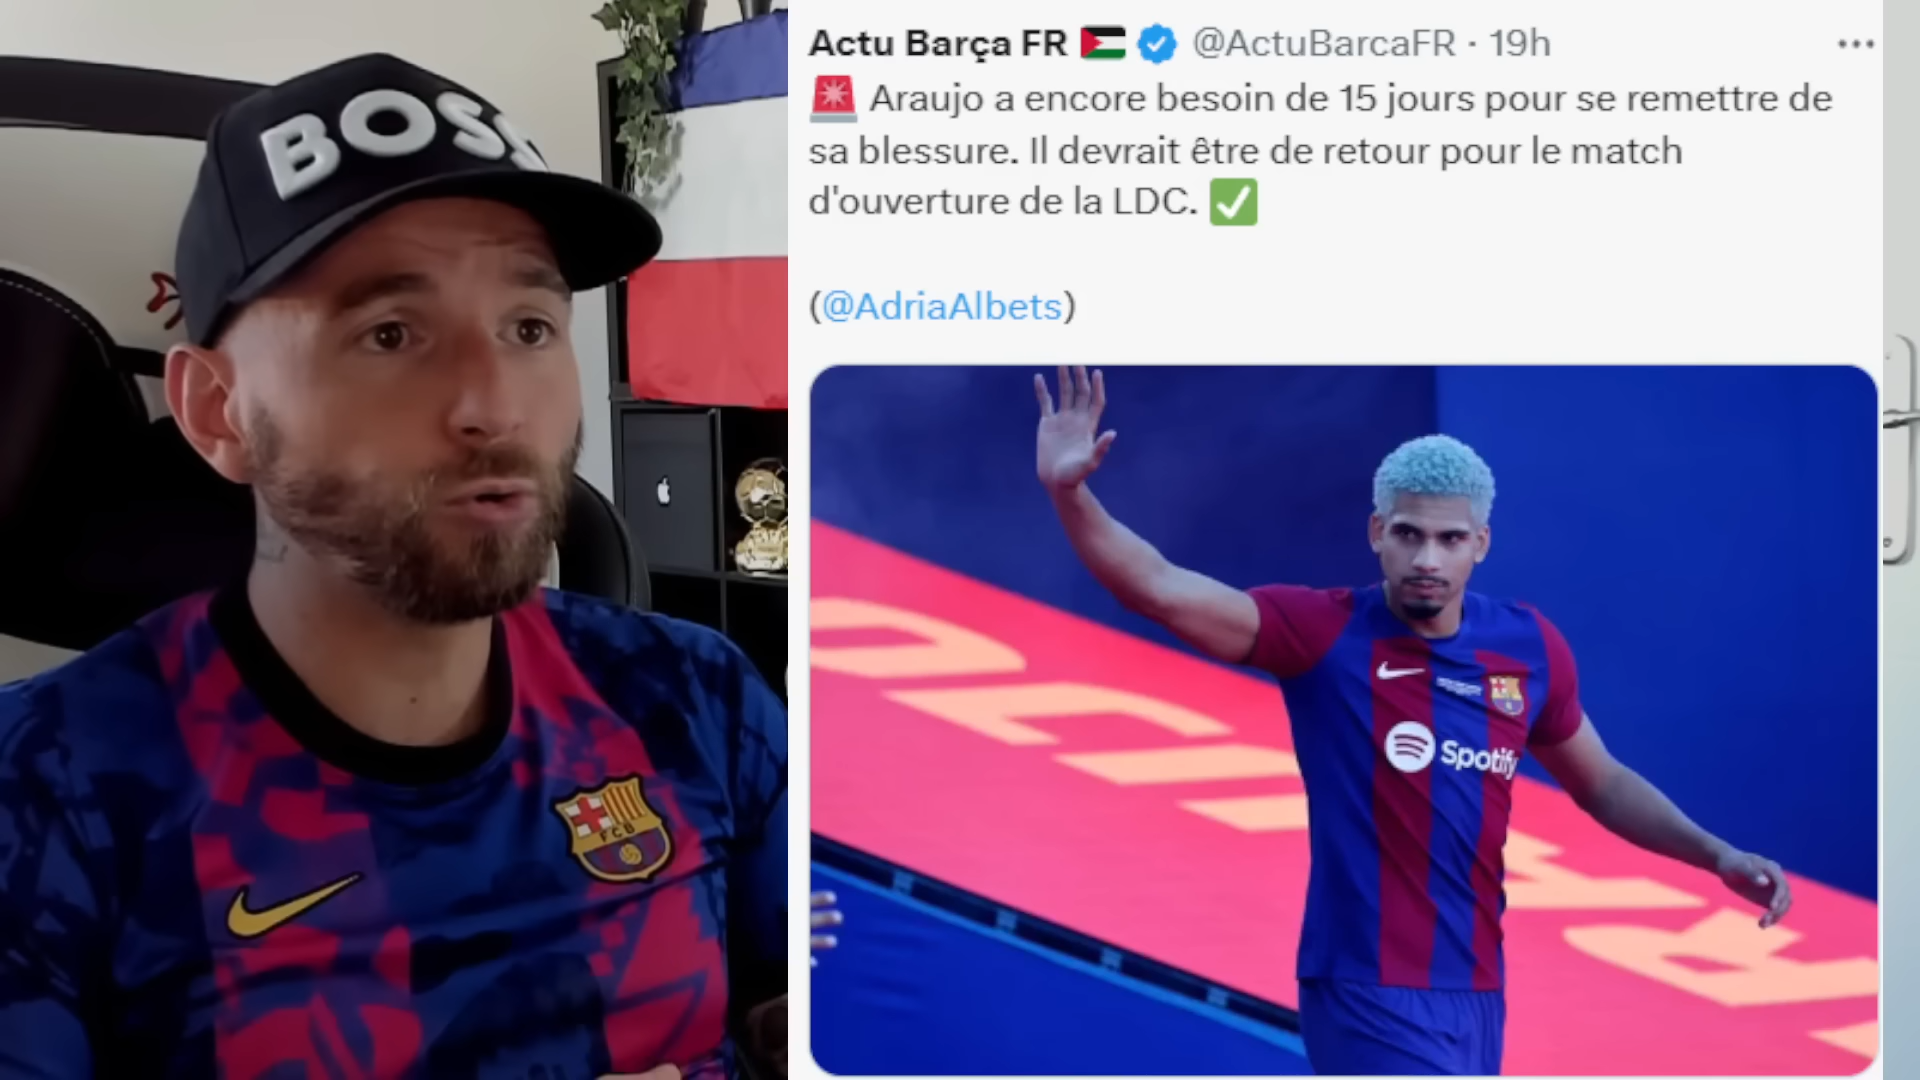 BOSS
FCB
Actu Barça FR 🇵🇸 @ActuBarcaFR · 19h
🚨 Araujo a encore besoin de 15 jours pour se remettre de
sa blessure. Il devrait être de retour pour le match
d'ouverture de la LDC. ✅
(@AdriaAlbets)
Spotify